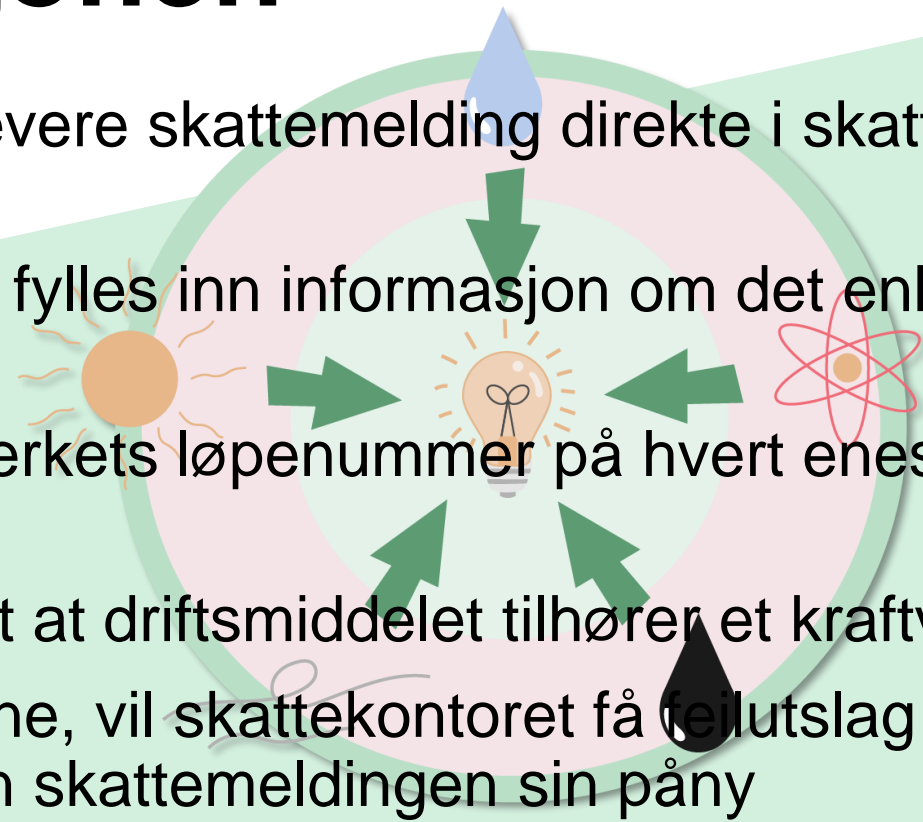 evere skattemelding direkte i skatt
fylles inn informasjon om det enk
erkets løpenummer på hvert enes
t at driftsmiddelet tilhører et kraftv
ne, vil skattekontoret få feilutslag
n skattemeldingen sin påny